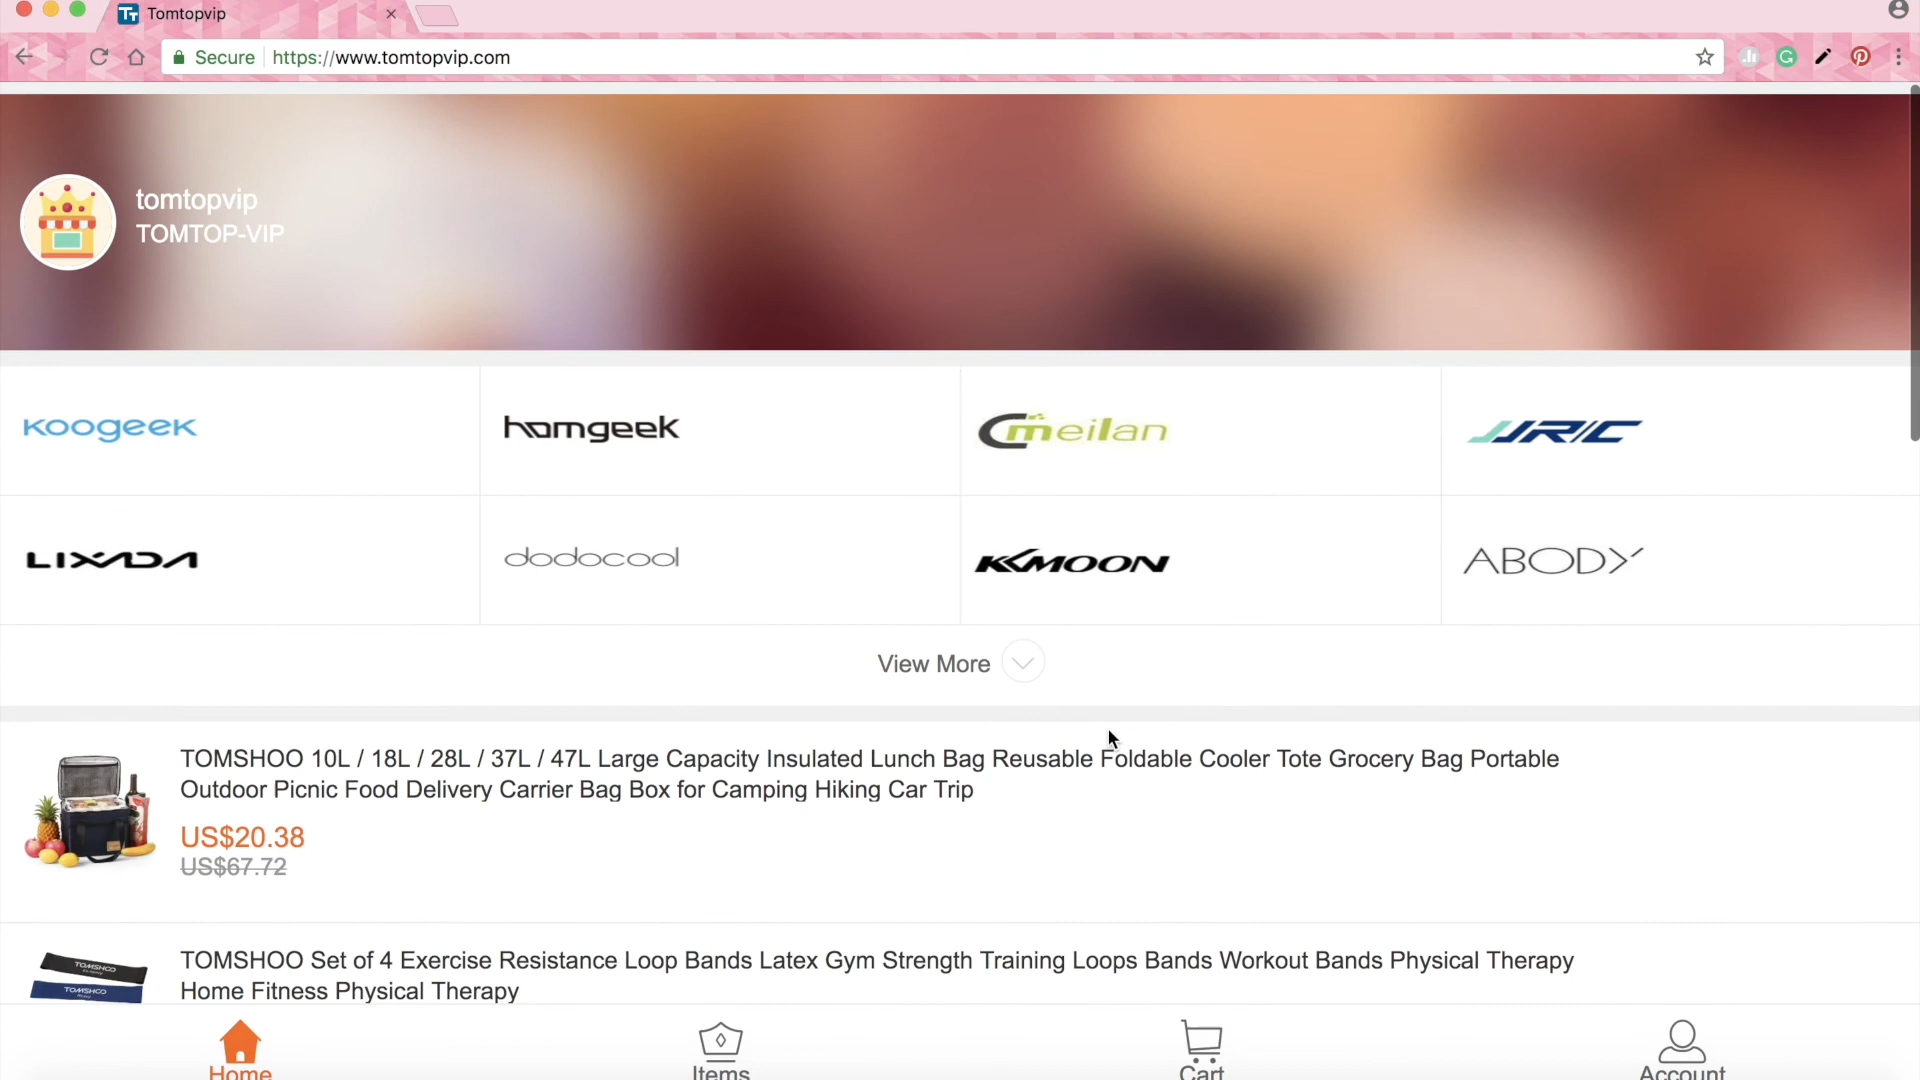 Tomtopvip
Secure https://www.tomtopvip.com
tomtopvip
TOMTOP-VIP
KOOGEEK
homgeek
meilan
JJR/C
LIXADA
dodocool
KKMOON
ABODY
View More
TOMSHOO 10L / 18L / 28L / 37L / 47L Large Capacity Insulated Lunch Bag Reusable Foldable Cooler Tote Grocery Bag Portable
Outdoor Picnic Food Delivery Carrier Bag Box for Camping Hiking Car Trip
US$20.38
US$67.72
TOMSHOO
TOMSHOO
TOMSHOO Set of 4 Exercise Resistance Loop Bands Latex Gym Strength Training Loops Bands Workout Bands Physical Therapy
Home Fitness Physical Therapy
Home
Items
Cart
Account